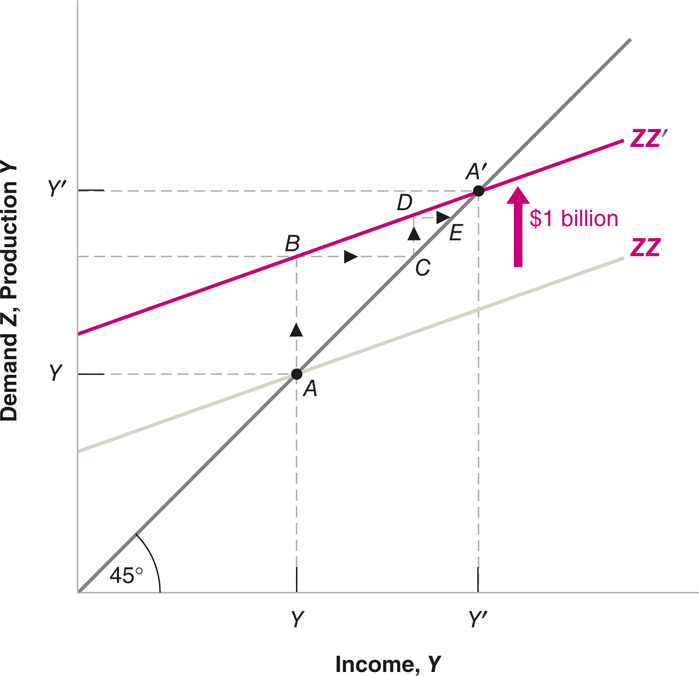 ZZ′
A′
Y′
D
$1 billion
E
B
ZZ
C
Demand Z, Production Y
Y
A
45°
Y
Y′
Income, Y